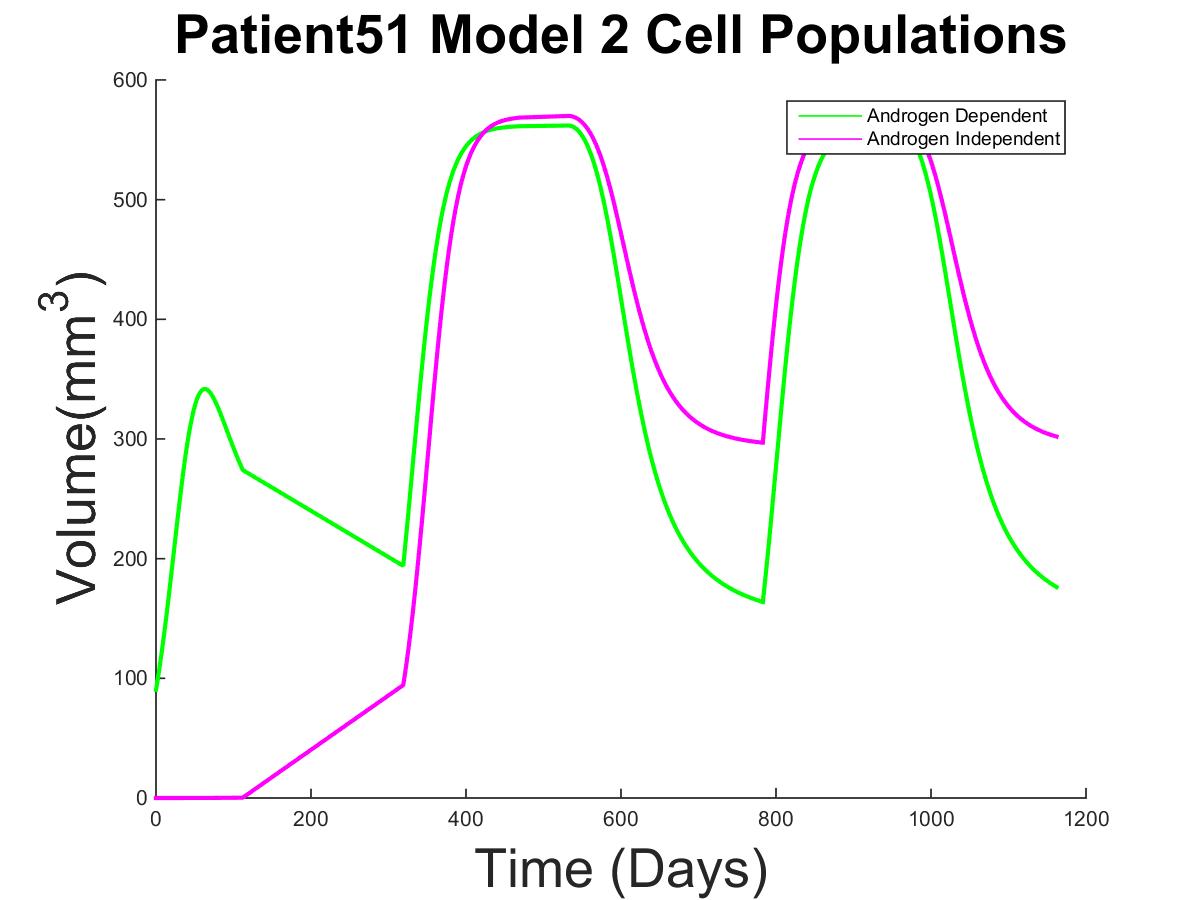 Patient51 Model 2 Cell Populations
600
500
400
300
200
100
0
Volume(mm³)
Androgen Dependent
Androgen Independent
0 200 400 600 800 1000 1200
Time (Days)